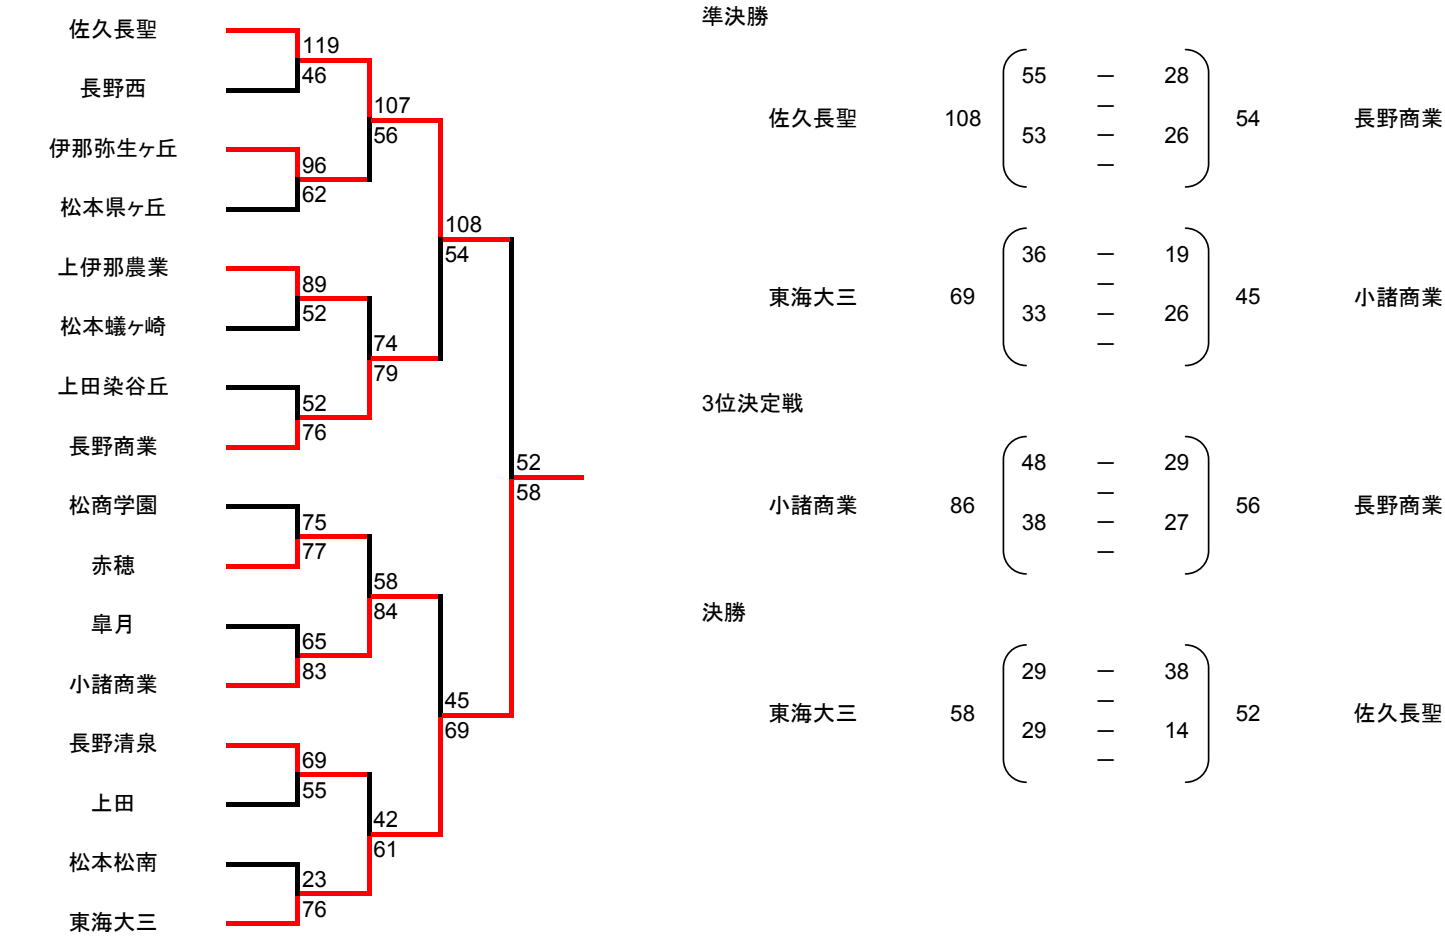 佐久長聖
119
46
長野西
107
56
伊那弥生ヶ丘
96
62
松本県ヶ丘
108
54
上伊那農業
89
52
松本蟻ヶ崎
74
79
上田染谷丘
52
76
長野商業
52
58
松商学園
75
77
赤穂
58
84
皐月
65
83
小諸商業
45
69
長野清泉
69
55
上田
42
61
松本松南
23
76
東海大三
準決勝
55 － 28
－
佐久長聖 108 54 長野商業
53 － 26
－
36 － 19
－
東海大三 69 45 小諸商業
33 － 26
－
3位決定戦
48 － 29
－
小諸商業 86 56 長野商業
38 － 27
－
決勝
29 － 38
－
東海大三 58 52 佐久長聖
29 － 14
－